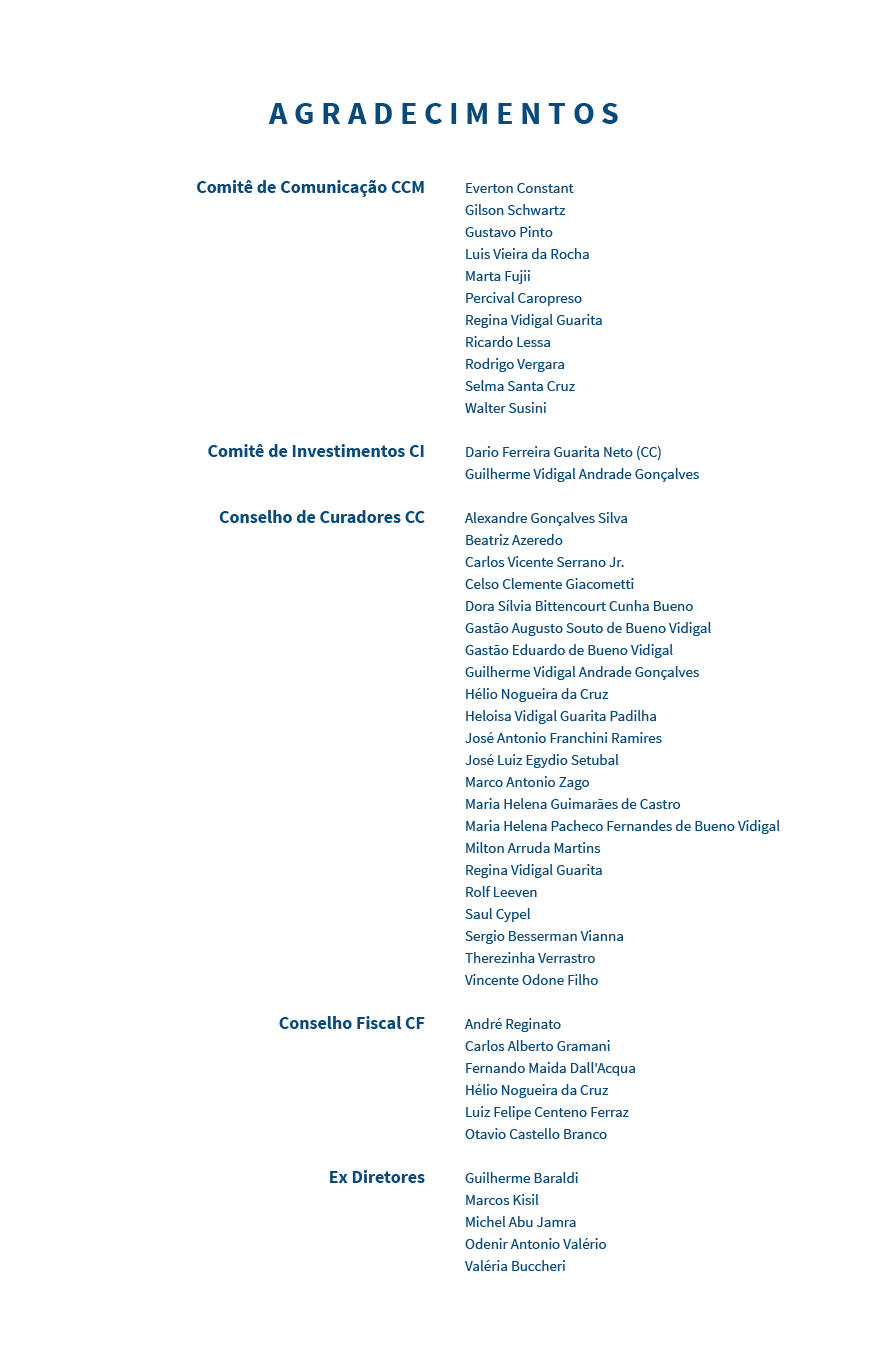 AGRADECIMENTOS
Comitê de Comunicação CCM
Everton Constant
Gilson Schwartz
Gustavo Pinto
Luis Vieira da Rocha
Marta Fujii
Percival Caropreso
Regina Vidigal Guarita
Ricardo Lessa
Rodrigo Vergara
Selma Santa Cruz
Walter Susini
Comitê de Investimentos CI
Dario Ferreira Guarita Neto (CC)
Guilherme Vidigal Andrade Gonçalves
Conselho de Curadores CC
Alexandre Gonçalves Silva
Beatriz Azeredo
Carlos Vicente Serrano Jr.
Celso Clemente Giacometti
Dora Sílvia Bittencourt Cunha Bueno
Gastão Augusto Souto de Bueno Vidigal
Gastão Eduardo de Bueno Vidigal
Guilherme Vidigal Andrade Gonçalves
Hélio Nogueira da Cruz
Heloisa Vidigal Guarita Padilha
José Antonio Franchini Ramires
José Luiz Egydio Setubal
Marco Antonio Zago
Maria Helena Guimarães de Castro
Maria Helena Pacheco Fernandes de Bueno Vidigal
Milton Arruda Martins
Regina Vidigal Guarita
Rolf Leeven
Saul Cypel
Sergio Besserman Vianna
Therezinha Verrastro
Vincente Odone Filho
Conselho Fiscal CF
André Reginato
Carlos Alberto Gramani
Fernando Maida Dall'Acqua
Hélio Nogueira da Cruz
Luiz Felipe Centeno Ferraz
Otavio Castello Branco
Ex Diretores
Guilherme Baraldi
Marcos Kisil
Michel Abu Jamra
Odenir Antonio Valério
Valéria Buccheri